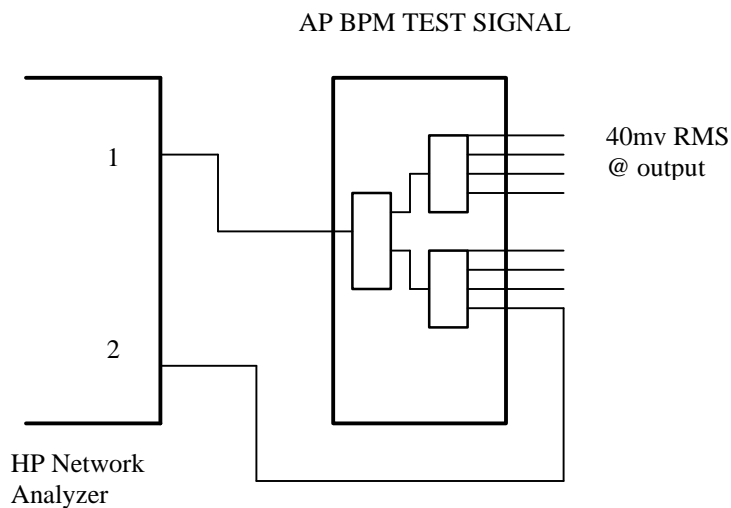 AP BPM TEST SIGNAL
1
40mv RMS
@ output
2
HP Network
Analyzer